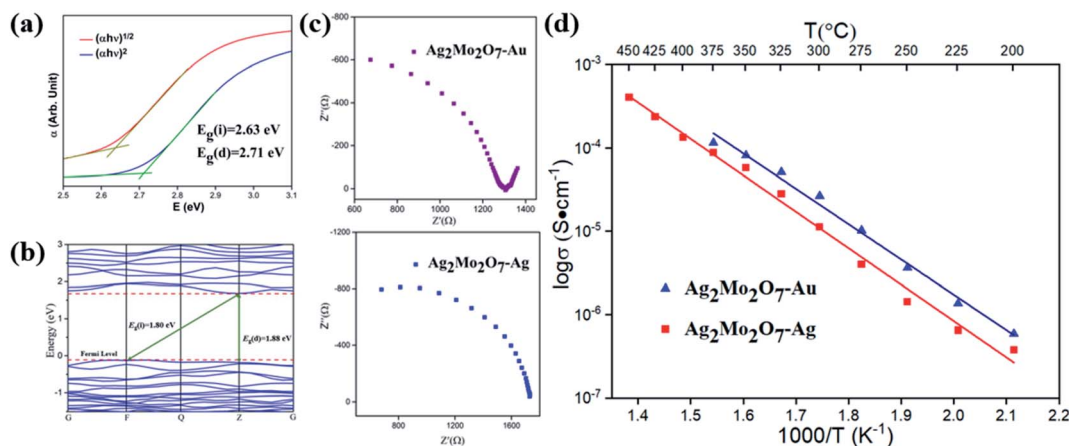 (a)
(αhν)1/2
(αhν)2
α (Arb. Unit)
Eg(i)=2.63 eV
Eg(d)=2.71 eV
2.5 2.6 2.7 2.8 2.9 3.0 3.1
E (eV)
(b)
3
2
1
0
-1
Energy (eV)
Eg(i)=1.80 eV
Eg(d)=1.88 eV
Fermi Level
G F Q Z G
(c)
-800
-600
-400
-200
0
Z''(Ω)
Ag2Mo2O7-Au
600 800 1000 1200 1400
Z'(Ω)
-1200
-800
-400
0
Z''(Ω)
Ag2Mo2O7-Ag
800 1000 1200 1400 1600
Z'(Ω)
(d)
T(°C)
450 425 400 375 350 325 300 275 250 225 200
10-3
10-4
10-5
10-6
10-7
logσ (S•cm-1)
Ag2Mo2O7-Au
Ag2Mo2O7-Ag
1.4 1.5 1.6 1.7 1.8 1.9 2.0 2.1 2.2
1000/T (K-1)